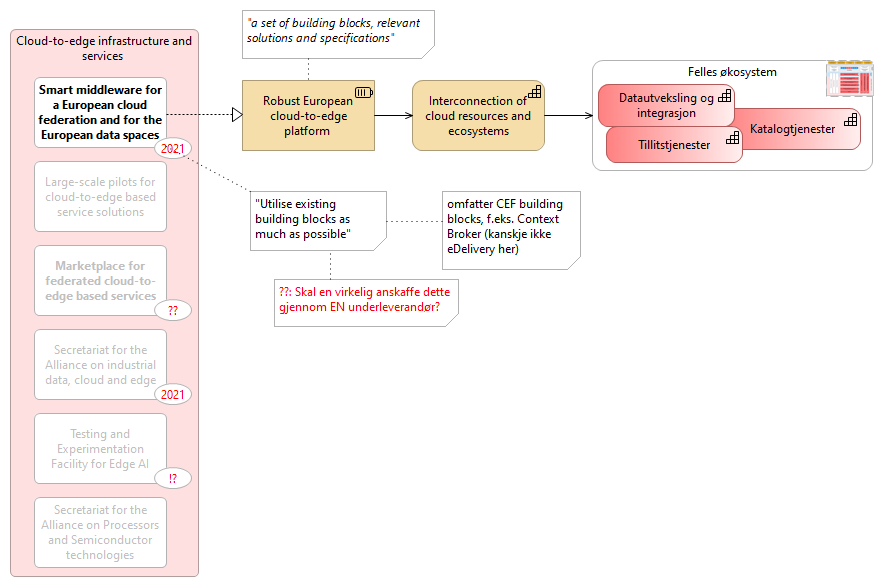 Cloud-to-edge infrastructure and
services
Smart middleware for
a European cloud
federation and for the
European data spaces
2021
Large-scale pilots for
cloud-to-edge based
service solutions
Marketplace for
federated cloud-to-
edge based services
??
Secretariat for the
Alliance on industrial
data, cloud and edge
2021
Testing and
Experimentation
Facility for Edge AI
!?
Secretariat for the
Alliance on Processors
and Semiconductor
technologies
"a set of building blocks, relevant
solutions and specifications"
Robust European
cloud-to-edge
platform
Interconnection of
cloud resources and
ecosystems
Felles økosystem
Datautveksling og
integrasjon
Katalogtjenester
Tillitstjenester
"Utilise existing
building blocks as
much as possible"
omfatter CEF building
blocks, f.eks. Context
Broker (kanskje ikke
eDelivery her)
??: Skal en virkelig anskaffe dette
gjennom EN underleverandør?